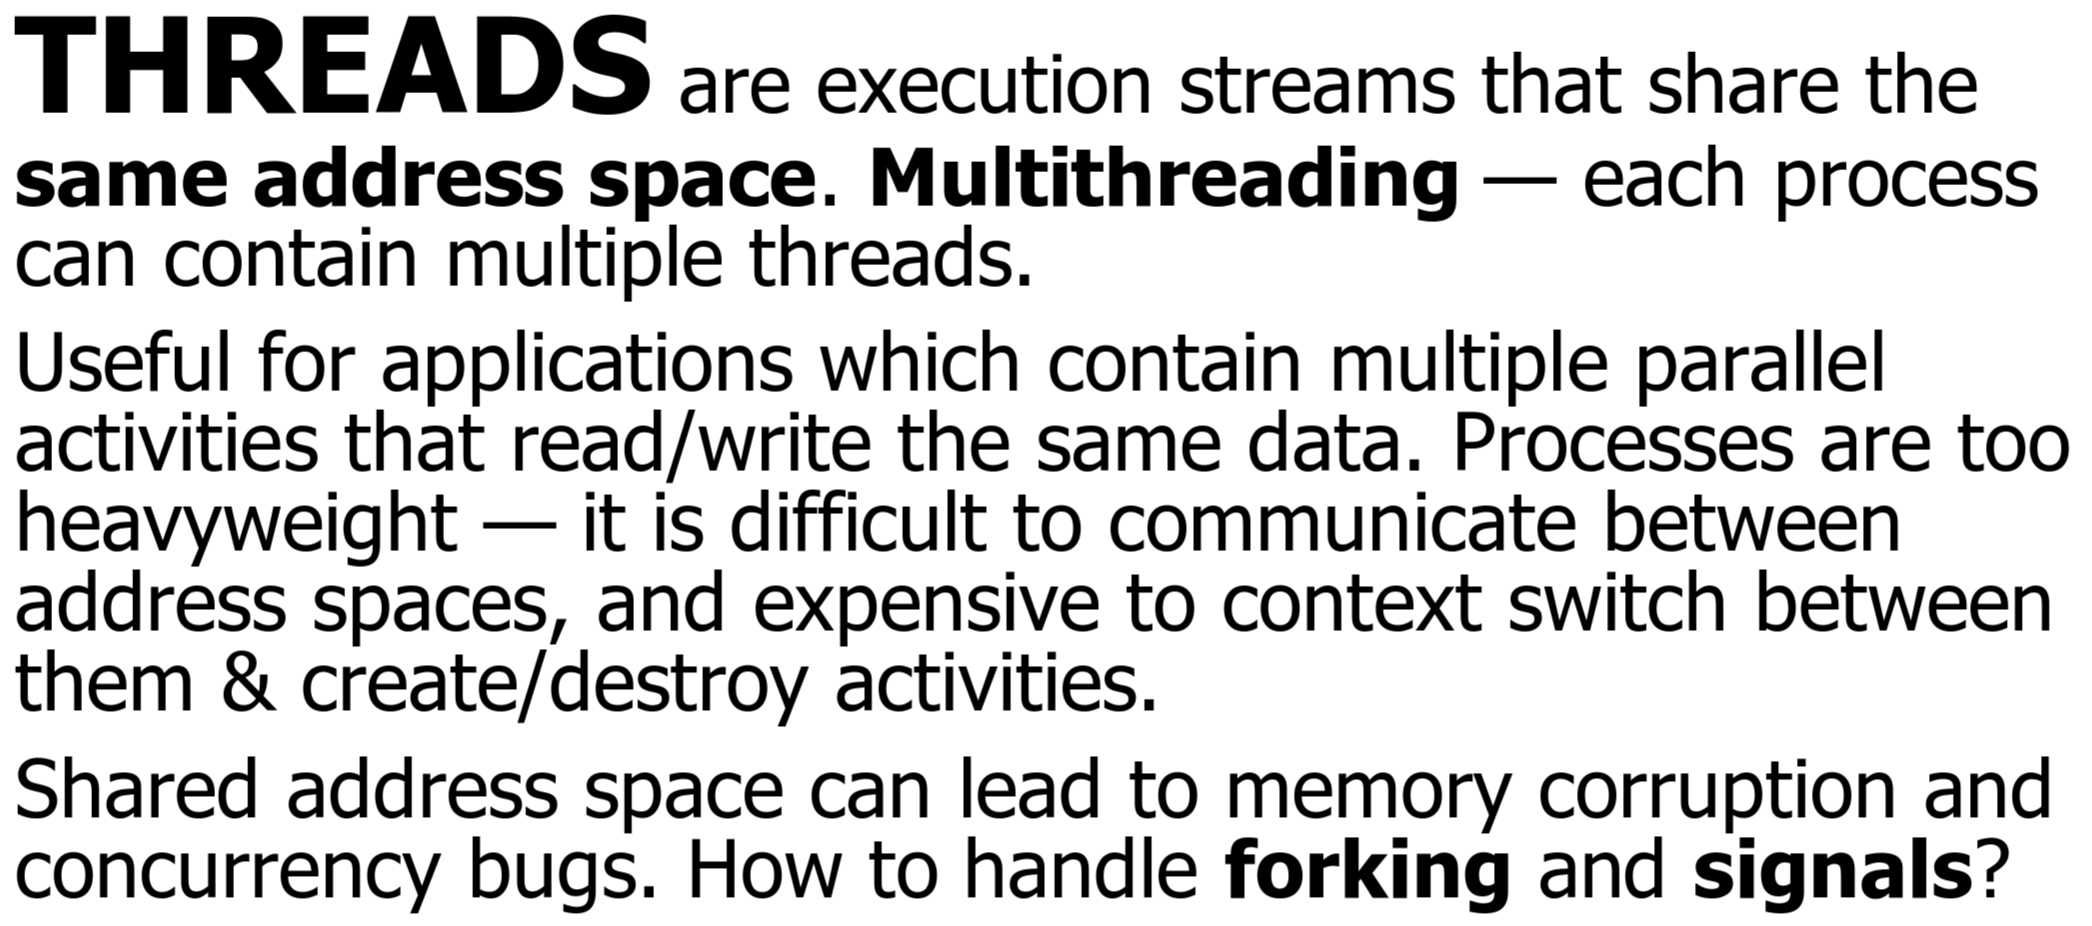 THREADS are execution streams that share the
same address space. Multithreading — each process
can contain multiple threads.
Useful for applications which contain multiple parallel
activities that read/write the same data. Processes are too
heavyweight — it is difficult to communicate between
address spaces, and expensive to context switch between
them & create/destroy activities.
Shared address space can lead to memory corruption and
concurrency bugs. How to handle forking and signals?